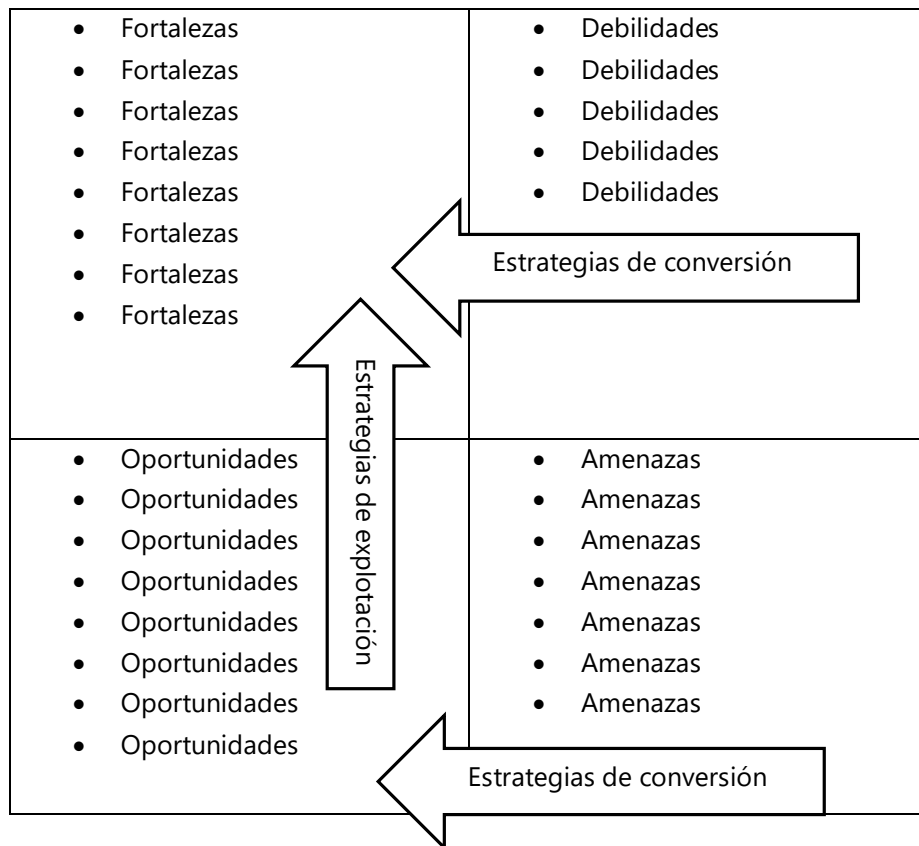 • Fortalezas
• Fortalezas
• Fortalezas
• Fortalezas
• Fortalezas
• Fortalezas
• Fortalezas
• Fortalezas
• Debilidades
• Debilidades
• Debilidades
• Debilidades
• Debilidades
Estrategias de conversión
Estrategias de explotación
• Oportunidades
• Oportunidades
• Oportunidades
• Oportunidades
• Oportunidades
• Oportunidades
• Oportunidades
• Oportunidades
• Amenazas
• Amenazas
• Amenazas
• Amenazas
• Amenazas
• Amenazas
• Amenazas
Estrategias de conversión